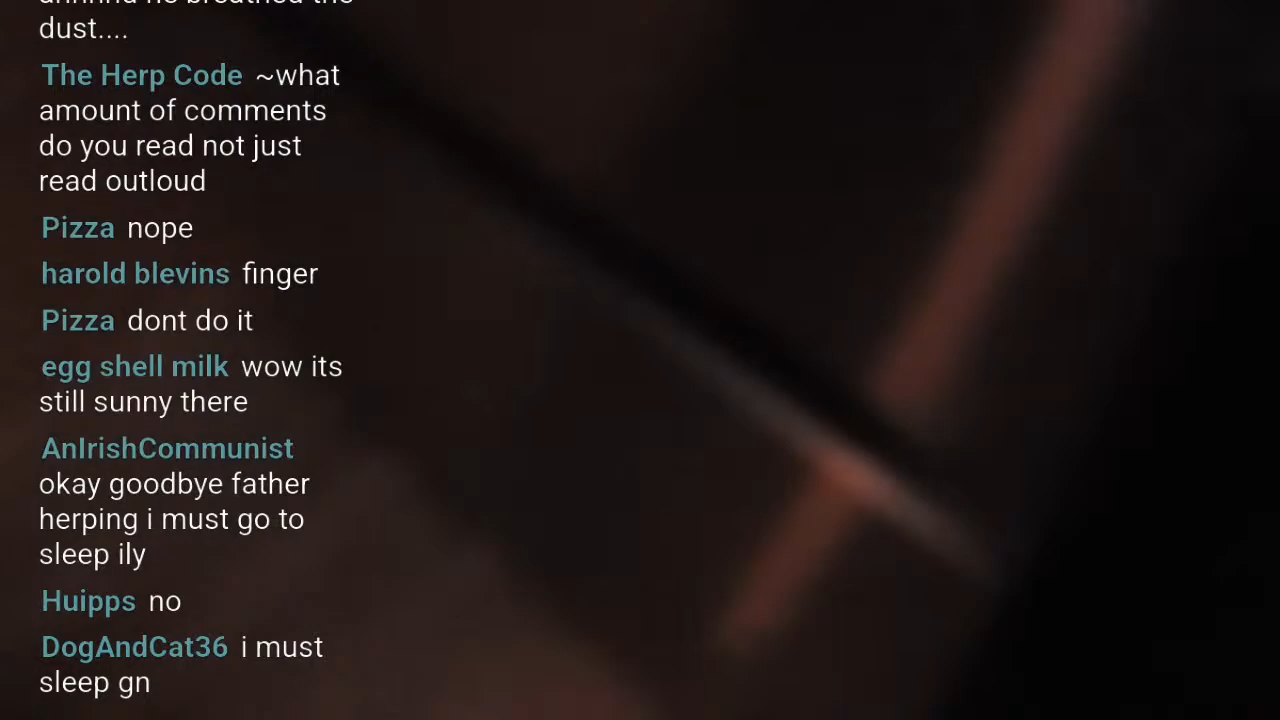 dust....
The Herp Code ~what
amount of comments
do you read not just
read outloud
Pizza nope
harold blevins finger
Pizza dont do it
egg shell milk wow its
still sunny there
AnIrishCommunist
okay goodbye father
herping i must go to
sleep ily
Huipps no
DogAndCat36 i must
sleep gn